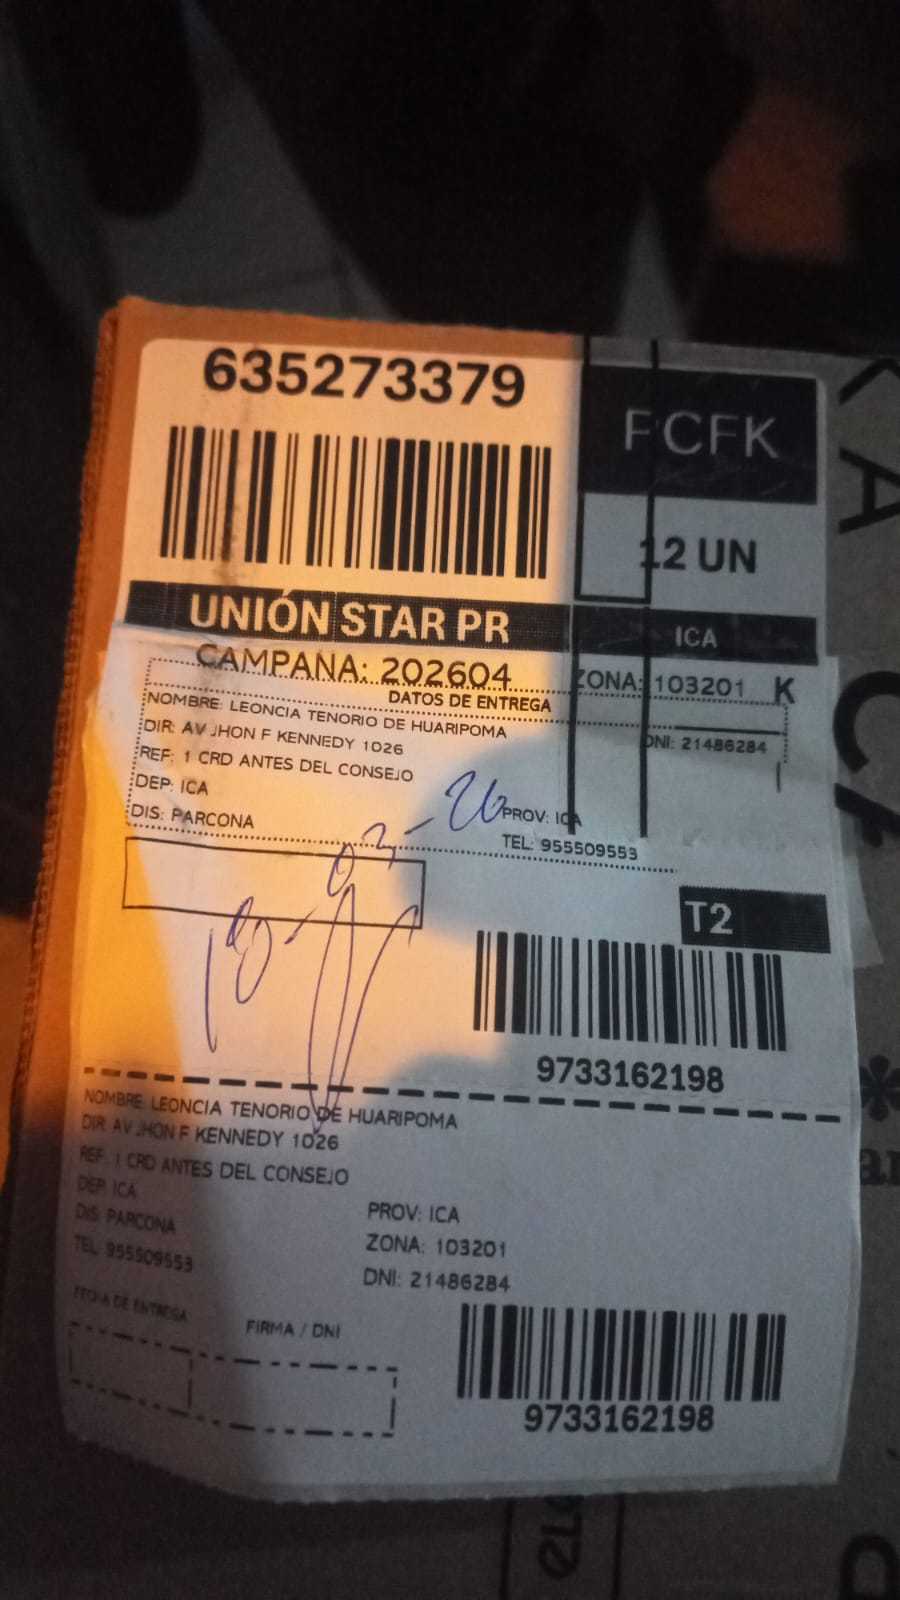 635273379
FCFK
12 UN
UNIÓN STAR PR
ICA
CAMPAÑA: 202604
ZONA: 103201 K
DATOS DE ENTREGA
NOMBRE: LEONCIA TENORIO DE HUARIPOMA
DNI: 21486284
DIR: AV JHON F KENNEDY 1026
REF: 1 CRD ANTES DEL CONSEJO
DEP: ICA
PROV: ICA
DIS: PARCONA
TEL: 955509553
T2
9733162198
NOMBRE: LEONCIA TENORIO DE HUARIPOMA
DIR: AV JHON F KENNEDY 1026
REF: 1 CRD ANTES DEL CONSEJO
DEP: ICA
PROV: ICA
DIS: PARCONA
ZONA: 103201
TEL: 955509553
DNI: 21486284
FECHA DE ENTREGA
FIRMA / DNI
9733162198